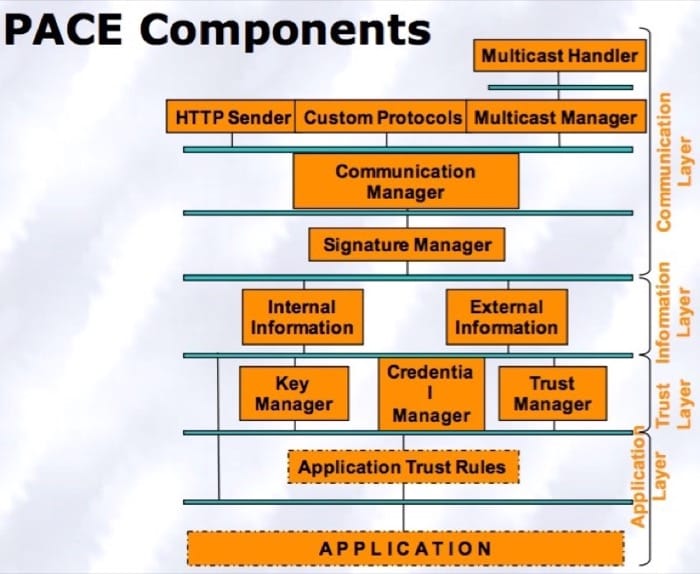 PACE Components
Multicast Handler
HTTP Sender
Custom Protocols
Multicast Manager
Communication
Manager
Signature Manager
Internal
Information
External
Information
Key
Manager
Credentia
l
Manager
Trust
Manager
Application Trust Rules
APPLICATION
Communication
Layer
Information
Layer
Trust
Layer
Application
Layer